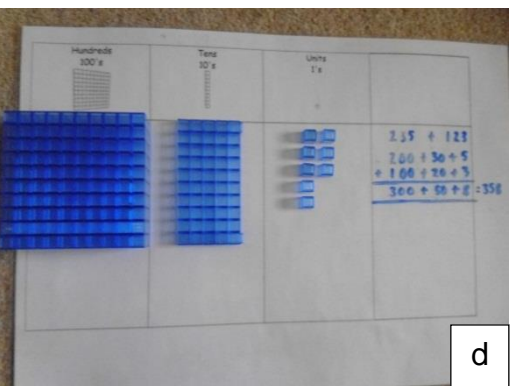 Hundreds
100's
Tens
10's
Units
1's
235 + 123
200 + 30 + 5
+ 100 + 20 + 3
300 + 50 + 8 = 358
d